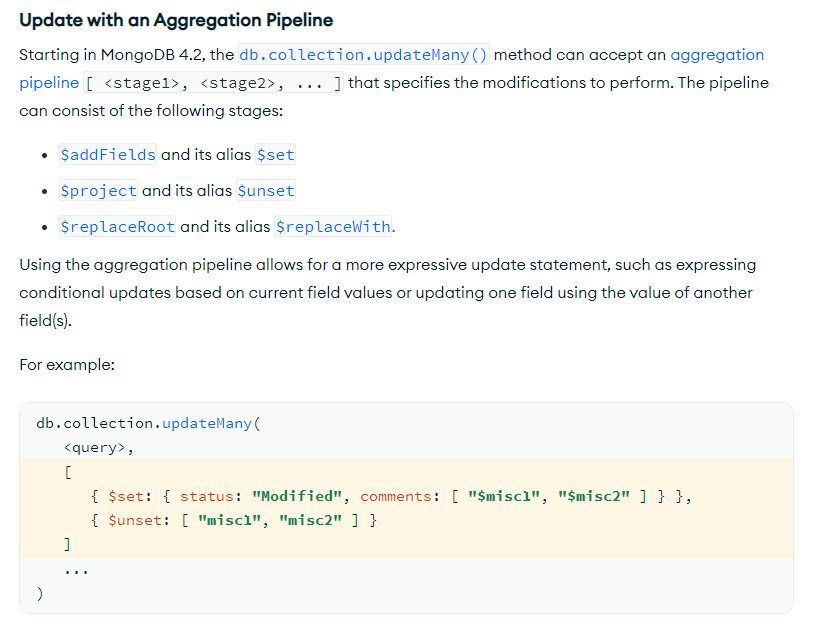 Update with an Aggregation Pipeline
Starting in MongoDB 4.2, the db.collection.updateMany() method can accept an aggregation
pipeline [ <stage1>, <stage2>, ... ] that specifies the modifications to perform. The pipeline
can consist of the following stages:
• $addFields and its alias $set
• $project and its alias $unset
• $replaceRoot and its alias $replaceWith.
Using the aggregation pipeline allows for a more expressive update statement, such as expressing
conditional updates based on current field values or updating one field using the value of another
field(s).
For example:
db.collection.updateMany(
   <query>,
   [
      { $set: { status: "Modified", comments: [ "$misc1", "$misc2" ] } },
      { $unset: [ "misc1", "misc2" ] }
   ]
   ...
)